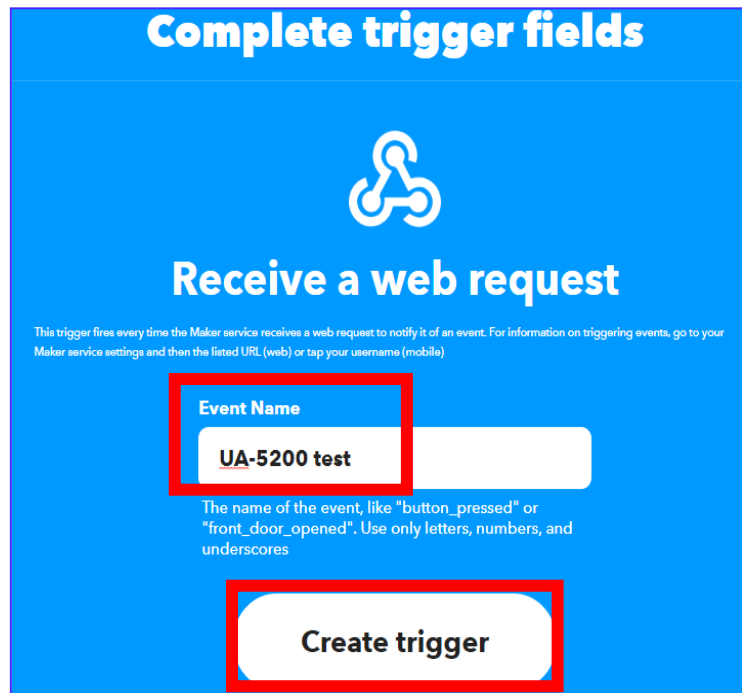 Complete trigger fields
Receive a web request
This trigger fires every time the Maker service receives a web request to notify it of an event. For information on triggering events, go to your
Maker service settings and then the listed URL (web) or tap your username (mobile)
Event Name
UA-5200 test
The name of the event, like "button_pressed" or
"front_door_opened". Use only letters, numbers, and
underscores
Create trigger